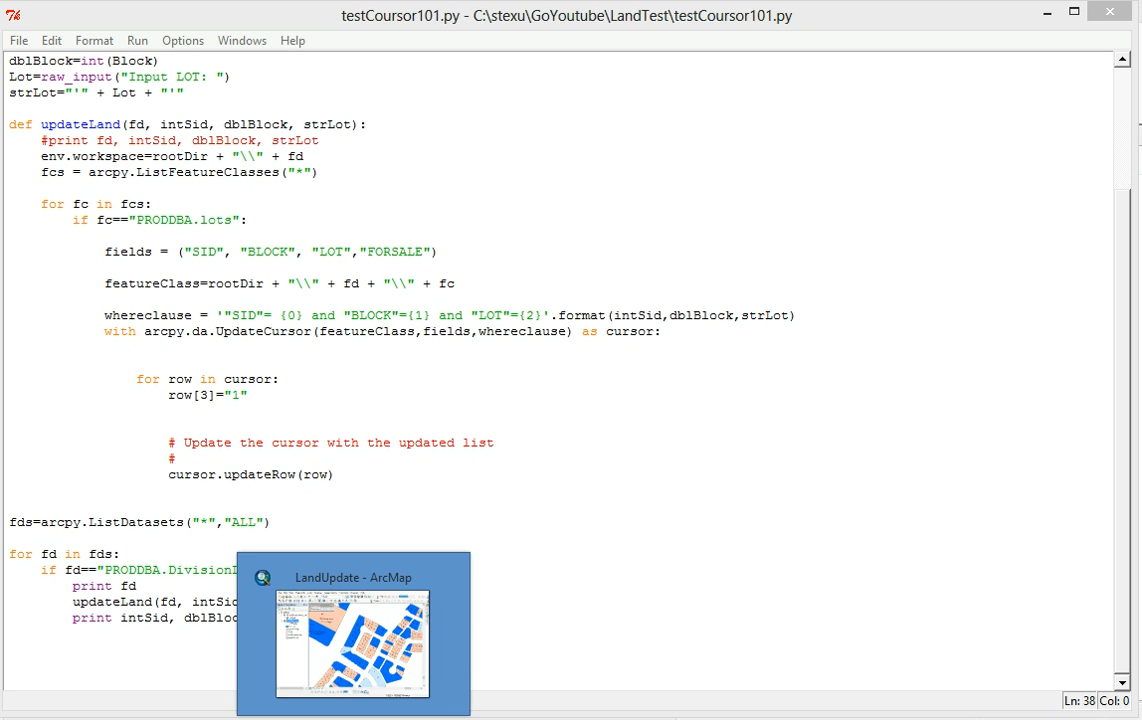 testCoursor101.py - C:\stexu\GoYoutube\LandTest\testCoursor101.py
File Edit Format Run Options Windows Help
dblBlock=int(Block)
Lot=raw_input("Input LOT: ")
strLot="'" + Lot + "'"
def updateLand(fd, intSid, dblBlock, strLot):
#print fd, intSid, dblBlock, strLot
env.workspace=rootDir + "\\" + fd
fcs = arcpy.ListFeatureClasses("*")
for fc in fcs:
if fc=="PRODDBA.lots":
fields = ("SID", "BLOCK", "LOT","FORSALE")
featureClass=rootDir + "\\" + fd + "\\" + fc
whereclause = '"SID"= {0} and "BLOCK"={1} and "LOT"={2}'.format(intSid,dblBlock,strLot)
with arcpy.da.UpdateCursor(featureClass,fields,whereclause) as cursor:
for row in cursor:
row[3]="1"
# Update the cursor with the updated list
#
cursor.updateRow(row)
fds=arcpy.ListDatasets("*","ALL")
for fd in fds:
if fd=="PRODDBA.Division
print fd
updateLand(fd, intSid
print intSid, dblBloc
LandUpdate - ArcMap
Ln: 38 Col: 0